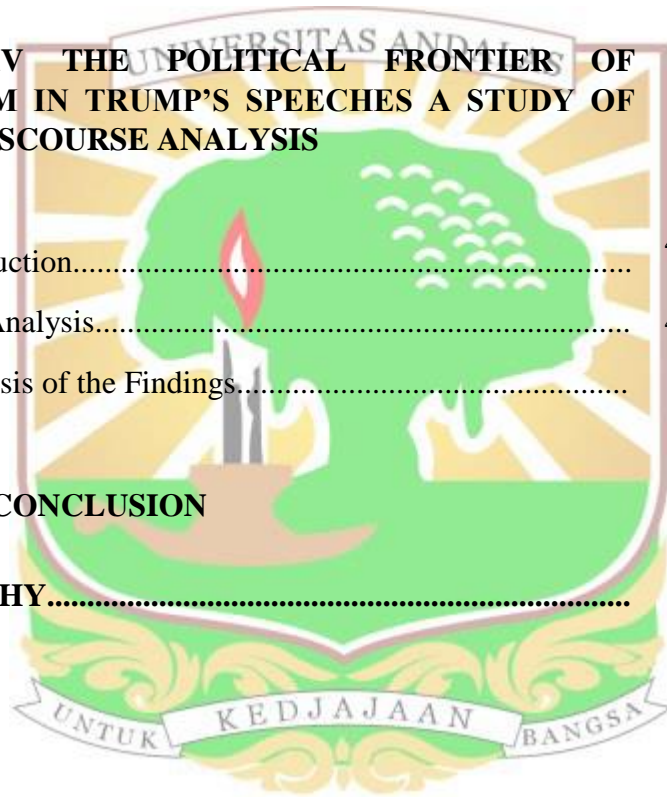 UNIVERSITAS ANDALAS
V THE POLITICAL FRONTIER OF
M IN TRUMP’S SPEECHES A STUDY OF
SCOURSE ANALYSIS
uction..........................................................................
Analysis.......................................................................
sis of the Findings....................................................
CONCLUSION
HY..........................................................................
UNTUK KEDJAJAAN BANGSA